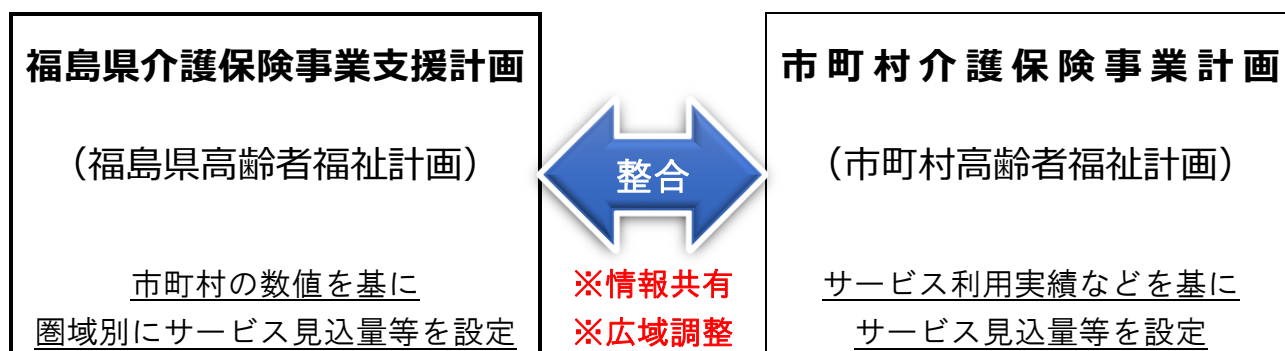 福島県介護保険事業支援計画
（福島県高齢者福祉計画）
市町村の数値を基に
圏域別にサービス見込量等を設定
整合
※情報共有
※広域調整
市町村介護保険事業計画
（市町村高齢者福祉計画）
サービス利用実績などを基に
サービス見込量等を設定